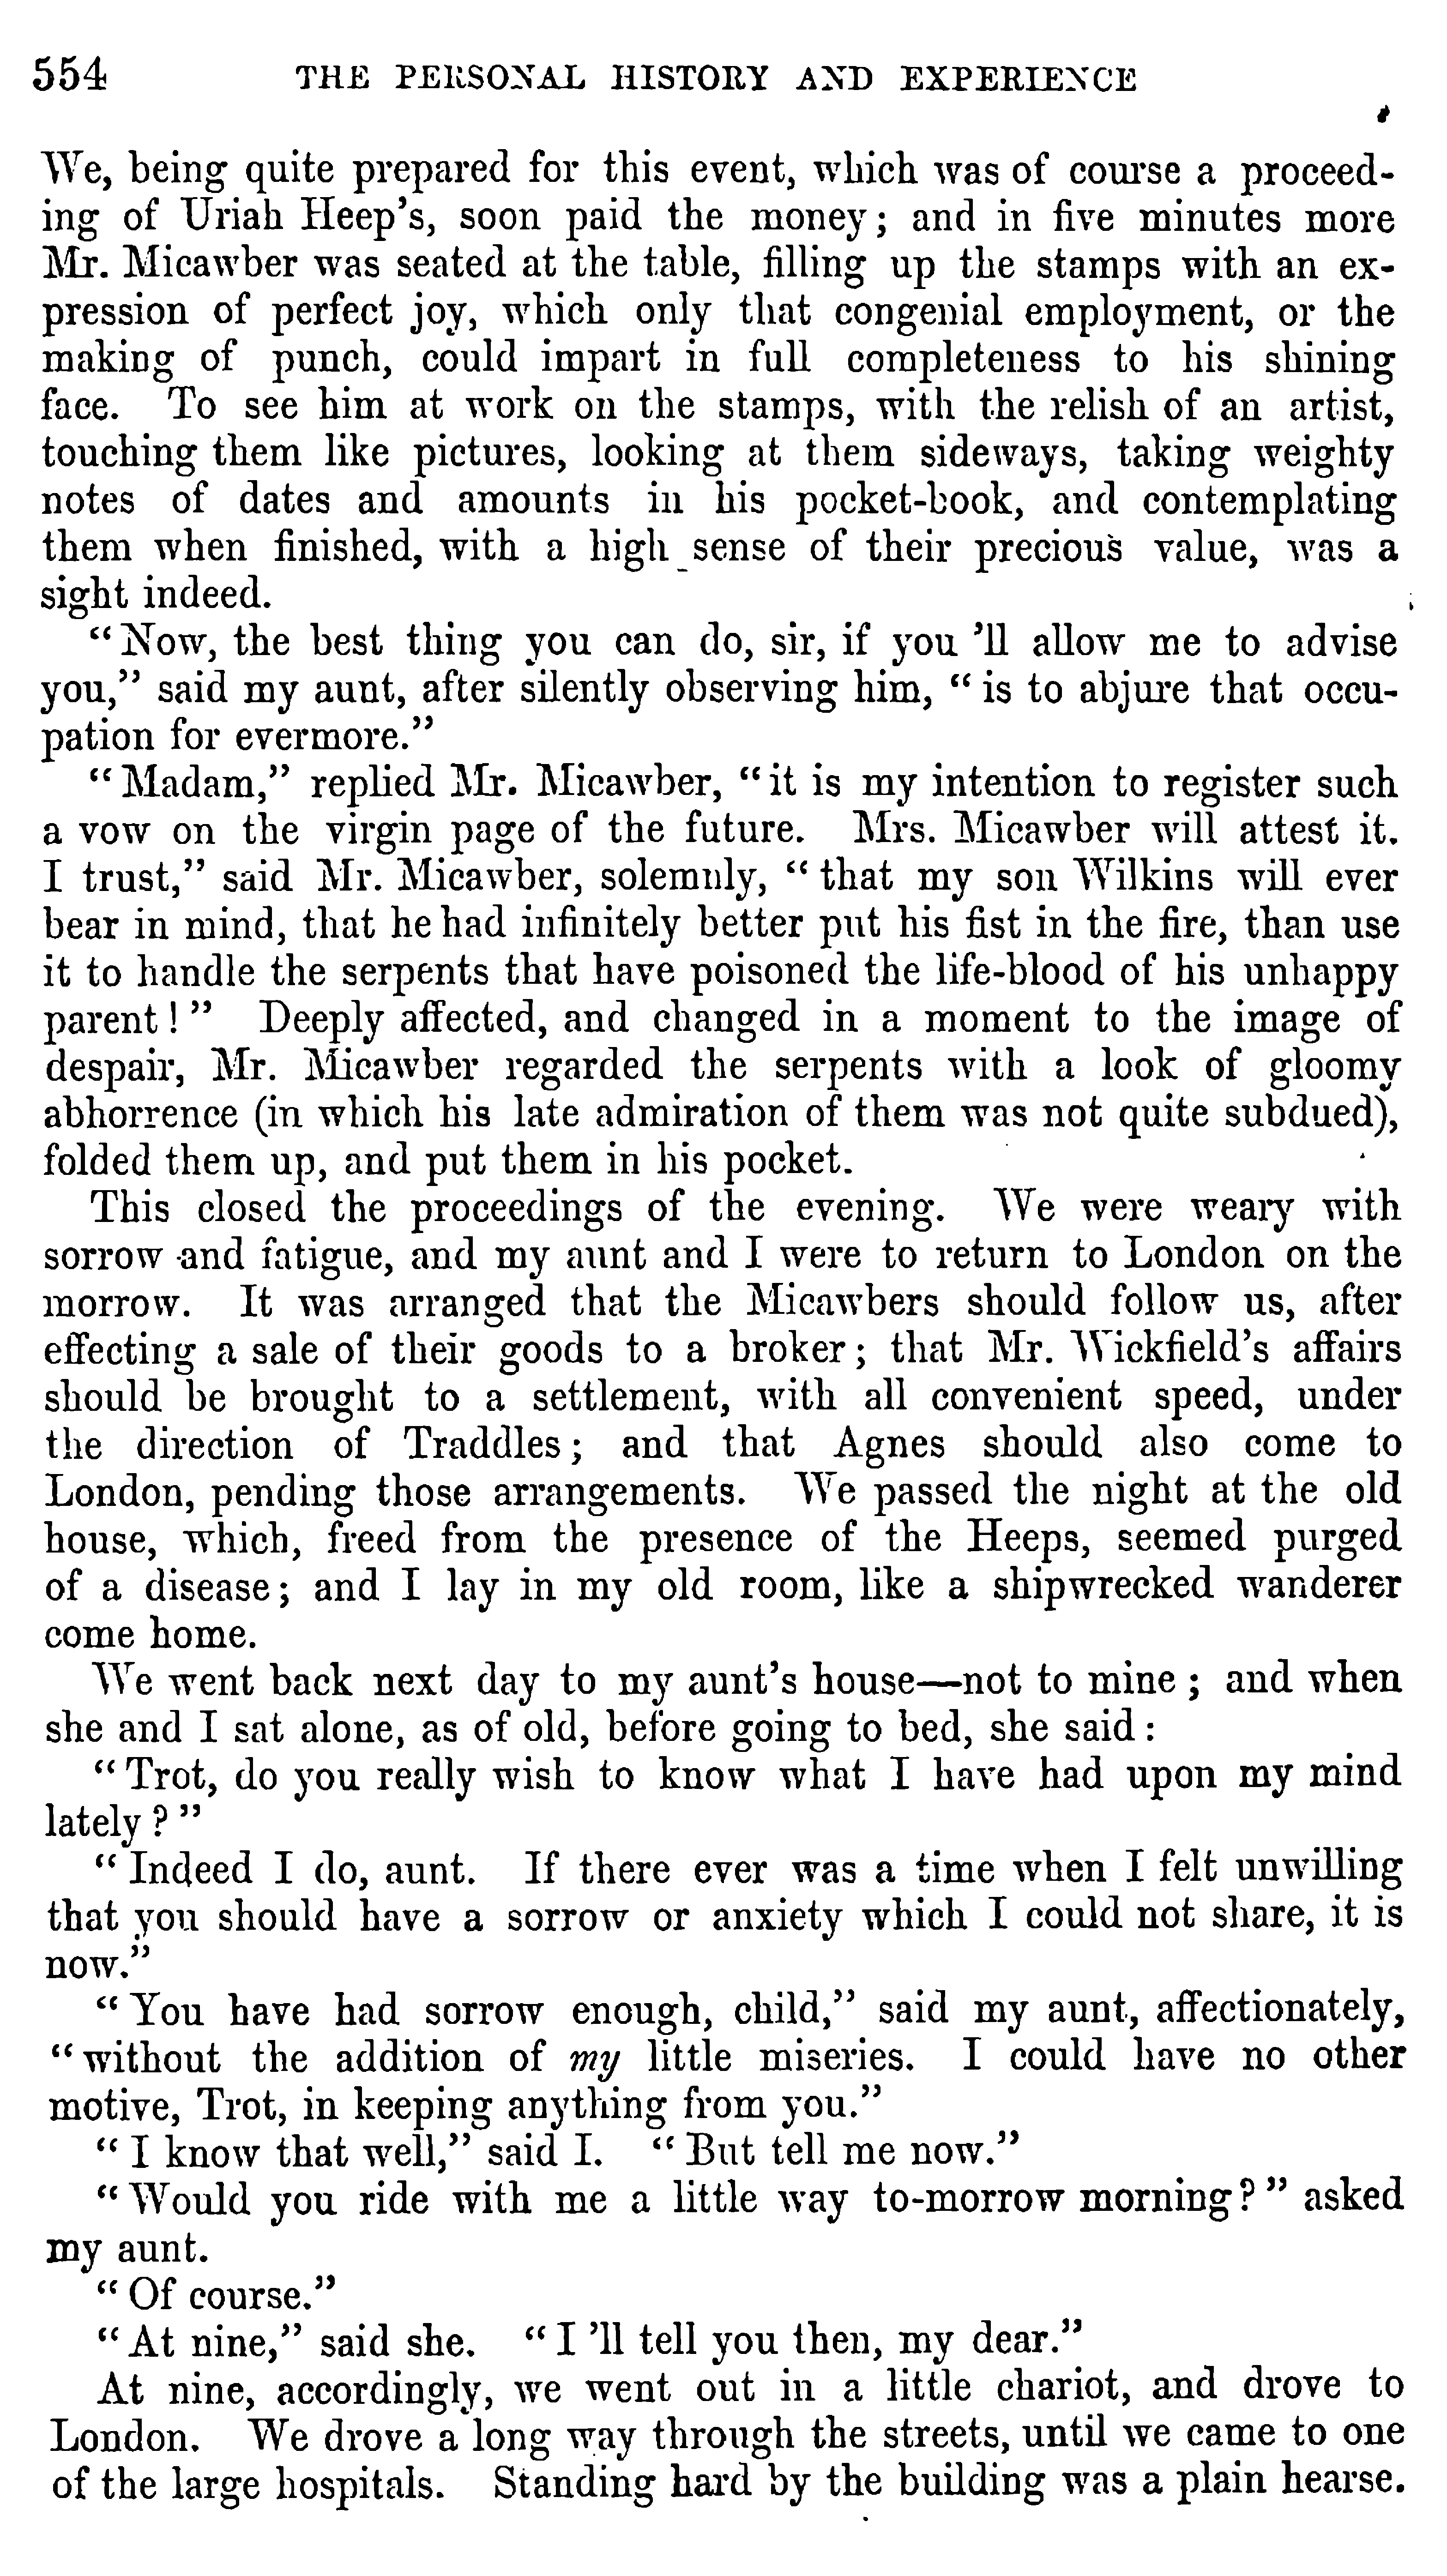 554 THE PERSONAL HISTORY AND EXPERIENCE
We, being quite prepared for this event, which was of course a proceed-
ing of Uriah Heep's, soon paid the money; and in five minutes more
Mr. Micawber was seated at the table, filling up the stamps with an ex-
pression of perfect joy, which only that congenial employment, or the
making of punch, could impart in full completeness to his shining
face. To see him at work on the stamps, with the relish of an artist,
touching them like pictures, looking at them sideways, taking weighty
notes of dates and amounts in his pocket-book, and contemplating
them when finished, with a high sense of their precious value, was a
sight indeed.
"Now, the best thing you can do, sir, if you 'll allow me to advise
you," said my aunt, after silently observing him, "is to abjure that occu-
pation for evermore."
"Madam," replied Mr. Micawber, "it is my intention to register such
a vow on the virgin page of the future. Mrs. Micawber will attest it.
I trust," said Mr. Micawber, solemnly, "that my son Wilkins will ever
bear in mind, that he had infinitely better put his fist in the fire, than use
it to handle the serpents that have poisoned the life-blood of his unhappy
parent!" Deeply affected, and changed in a moment to the image of
despair, Mr. Micawber regarded the serpents with a look of gloomy
abhorrence (in which his late admiration of them was not quite subdued),
folded them up, and put them in his pocket.
This closed the proceedings of the evening. We were weary with
sorrow and fatigue, and my aunt and I were to return to London on the
morrow. It was arranged that the Micawbers should follow us, after
effecting a sale of their goods to a broker; that Mr. Wickfield's affairs
should be brought to a settlement, with all convenient speed, under
the direction of Traddles; and that Agnes should also come to
London, pending those arrangements. We passed the night at the old
house, which, freed from the presence of the Heeps, seemed purged
of a disease; and I lay in my old room, like a shipwrecked wanderer
come home.
We went back next day to my aunt's house—not to mine; and when
she and I sat alone, as of old, before going to bed, she said:
"Trot, do you really wish to know what I have had upon my mind
lately?"
"Indeed I do, aunt. If there ever was a time when I felt unwilling
that you should have a sorrow or anxiety which I could not share, it is
now."
"You have had sorrow enough, child," said my aunt, affectionately,
"without the addition of my little miseries. I could have no other
motive, Trot, in keeping anything from you."
"I know that well," said I. "But tell me now."
"Would you ride with me a little way to-morrow morning?" asked
my aunt.
"Of course."
"At nine," said she. "I 'll tell you then, my dear."
At nine, accordingly, we went out in a little chariot, and drove to
London. We drove a long way through the streets, until we came to one
of the large hospitals. Standing hard by the building was a plain hearse.